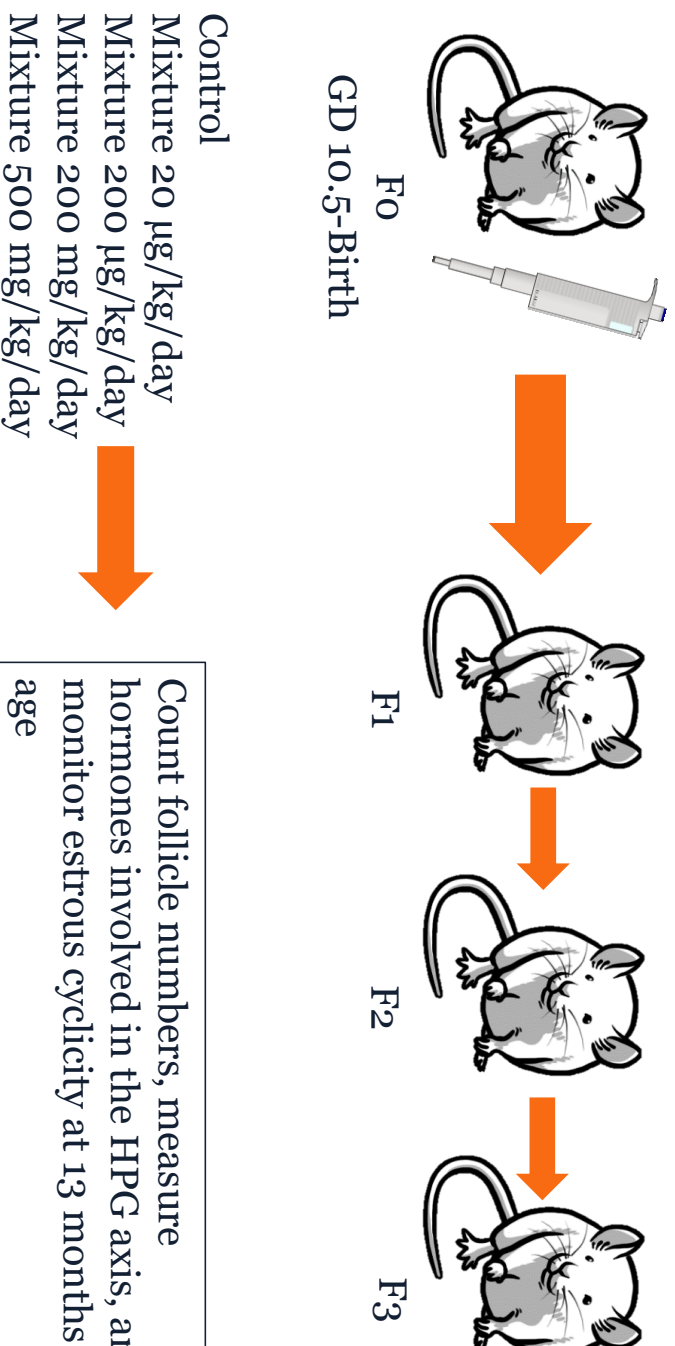 F0
GD 10.5-Birth
F1
F2
F3
Control
Mixture 20 µg/kg/day
Mixture 200 µg/kg/day
Mixture 200 mg/kg/day
Mixture 500 mg/kg/day
Count follicle numbers, measure
hormones involved in the HPG axis,
monitor estrous cyclicity at 13 months
age